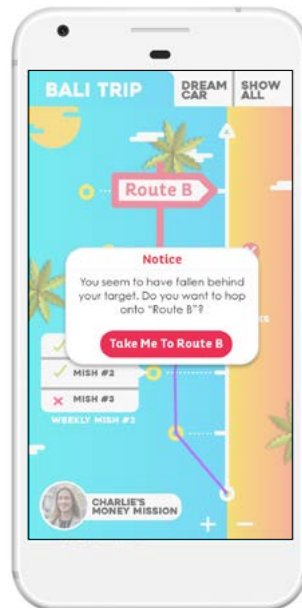 BALI TRIP
DREAM CAR
SHOW ALL
Route B
Notice
You seem to have fallen behind
your target. Do you want to hop
onto "Route B"?
Take Me To Route B
MISH #2
MISH #3
WEEKLY MISH #2
CHARLIE'S
MONEY MISSION